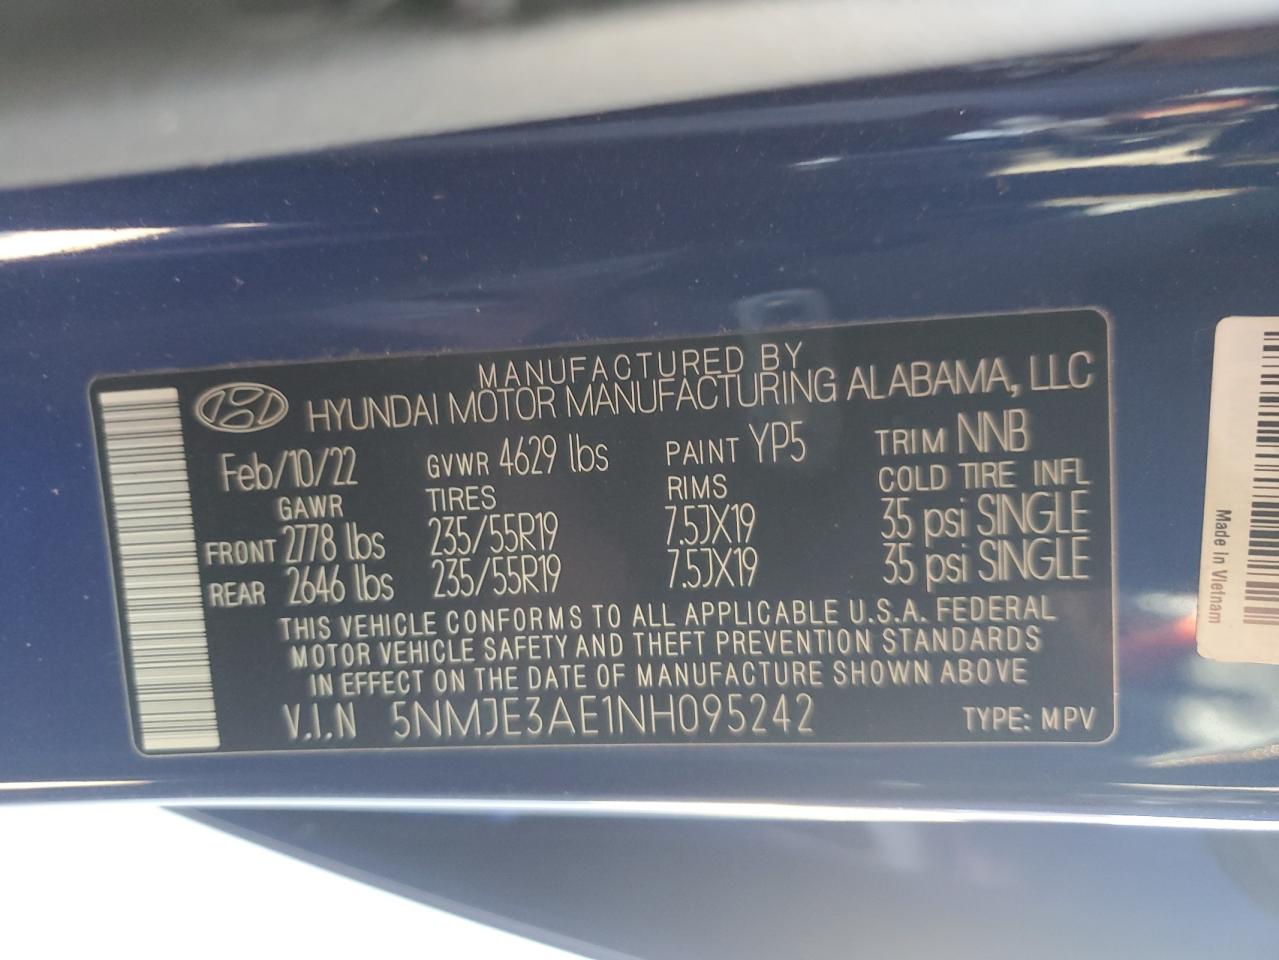 MANUFACTURED BY
HYUNDAI MOTOR MANUFACTURING ALABAMA, LLC
Feb/10/22 GVWR 4629 lbs PAINT YP5 TRIM NNB
GAWR TIRES RIMS COLD TIRE INFL
FRONT 2778 lbs 235/55R19 7.5JX19 35 psi SINGLE
REAR 2646 lbs 235/55R19 7.5JX19 35 psi SINGLE
THIS VEHICLE CONFORMS TO ALL APPLICABLE U.S.A. FEDERAL
MOTOR VEHICLE SAFETY AND THEFT PREVENTION STANDARDS
IN EFFECT ON THE DATE OF MANUFACTURE SHOWN ABOVE
V.I.N 5NMJE3AE1NH095242 TYPE: MPV
Made in Vietnam